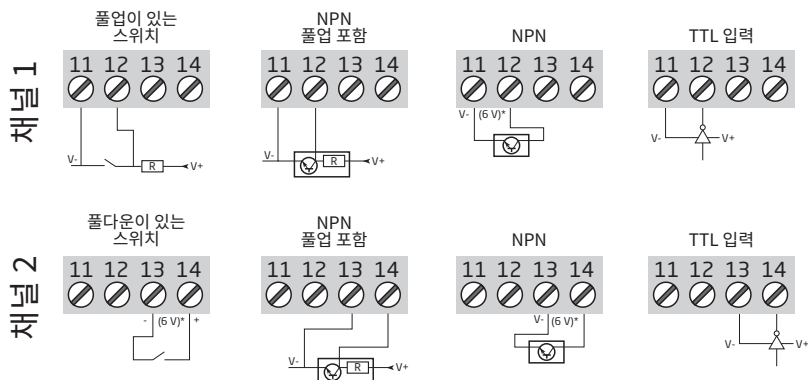 채널 1
풀업이 있는
스위치
11 12 13 14
V-
R
V+
NPN
풀업 포함
11 12 13 14
V-
R
V+
NPN
11 12 13 14
V- (6 V)*
TTL 입력
11 12 13 14
V-
V+
채널 2
풀다운이 있는
스위치
11 12 13 14
- (6 V)* +
NPN
풀업 포함
11 12 13 14
V-
R
V+
NPN
11 12 13 14
V- (6 V)*
TTL 입력
11 12 13 14
V-
V+